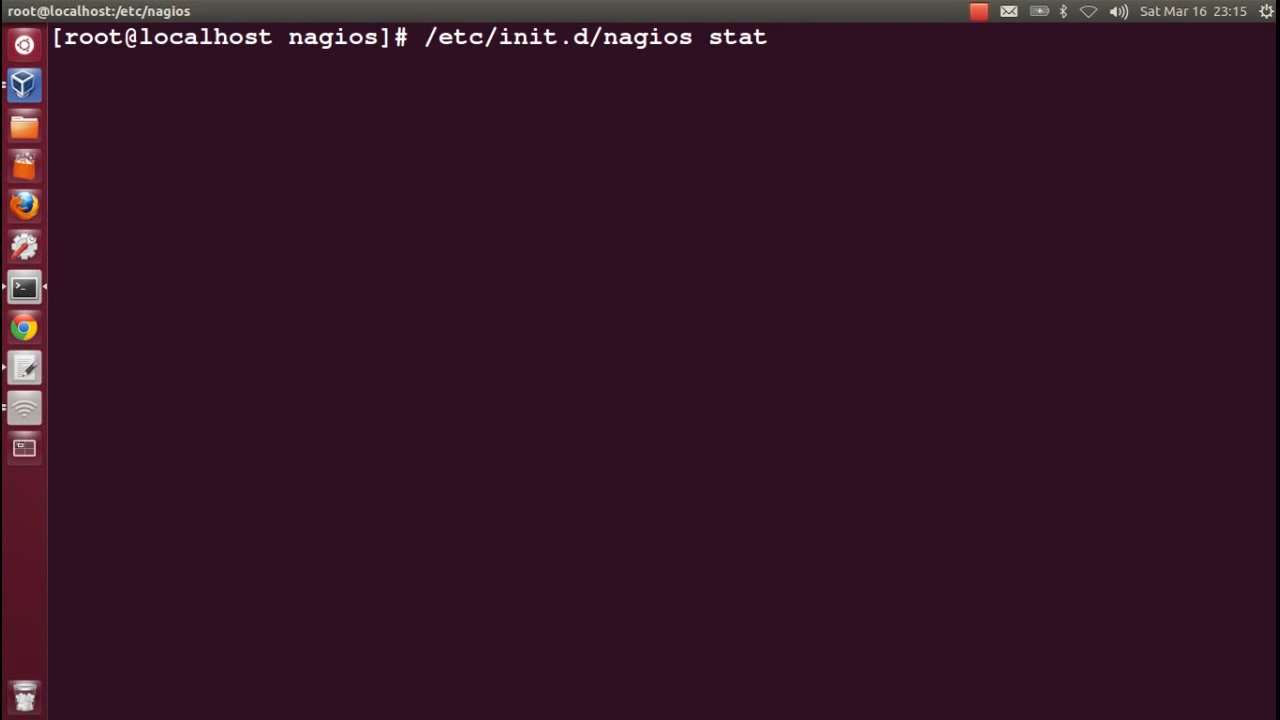 root@localhost:/etc/nagios
Sat Mar 16 23:15
[root@localhost nagios]# /etc/init.d/nagios stat